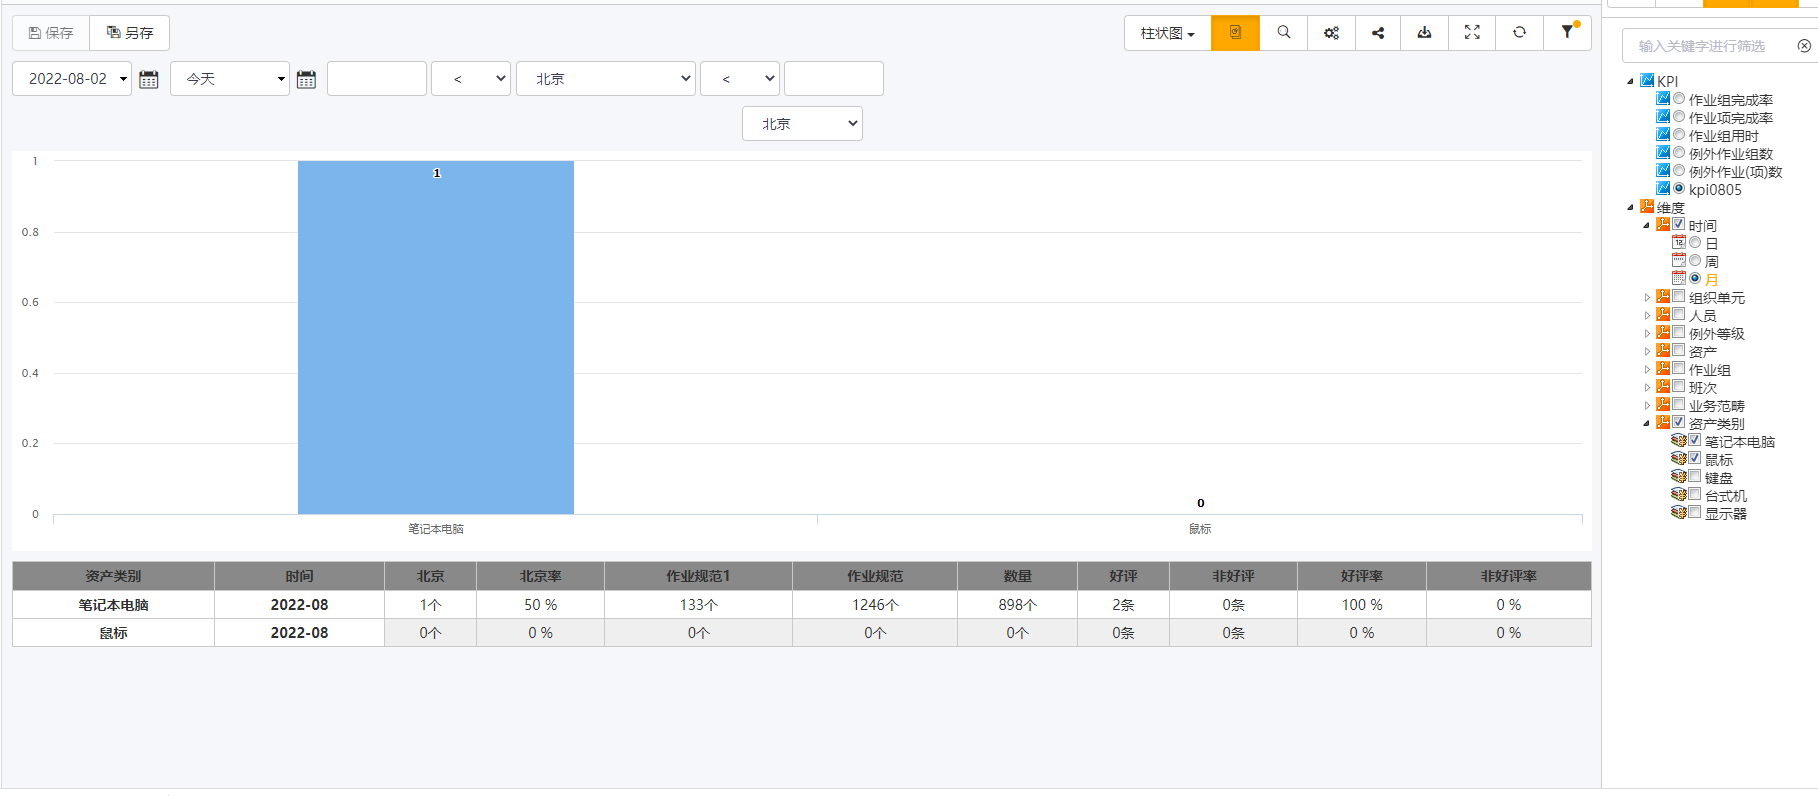 保存 另存 柱状图
2022-08-02 今天 < 北京 <
北京
1
1
0.8
0.6
0.4
0.2
0
0
笔记本电脑 鼠标
资产类别 时间 北京 北京率 作业规范1 作业规范 数量 好评 非好评 好评率 非好评率
笔记本电脑 2022-08 1个 50 % 133个 1246个 898个 2条 0条 100 % 0 %
鼠标 2022-08 0个 0 % 0个 0个 0个 0条 0条 0 % 0 %
输入关键字进行筛选
KPI
作业组完成率
作业项完成率
作业组用时
例外作业组数
例外作业(项)数
kpi0805
维度
时间
日
周
月
组织单元
人员
例外等级
资产
作业组
班次
业务范畴
资产类别
笔记本电脑
鼠标
键盘
台式机
显示器